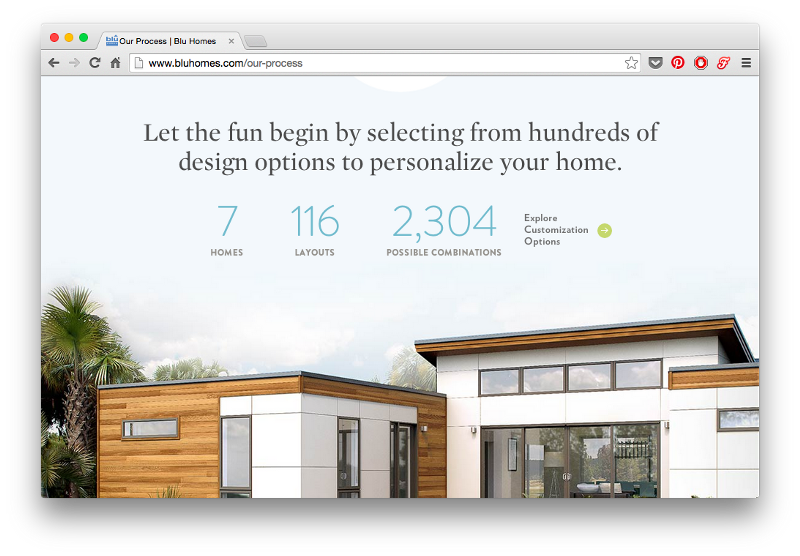 Our Process | Blu Homes
www.bluhomes.com/our-process
Let the fun begin by selecting from hundreds of
design options to personalize your home.
7
HOMES
116
LAYOUTS
2,304
POSSIBLE COMBINATIONS
Explore
Customization
Options